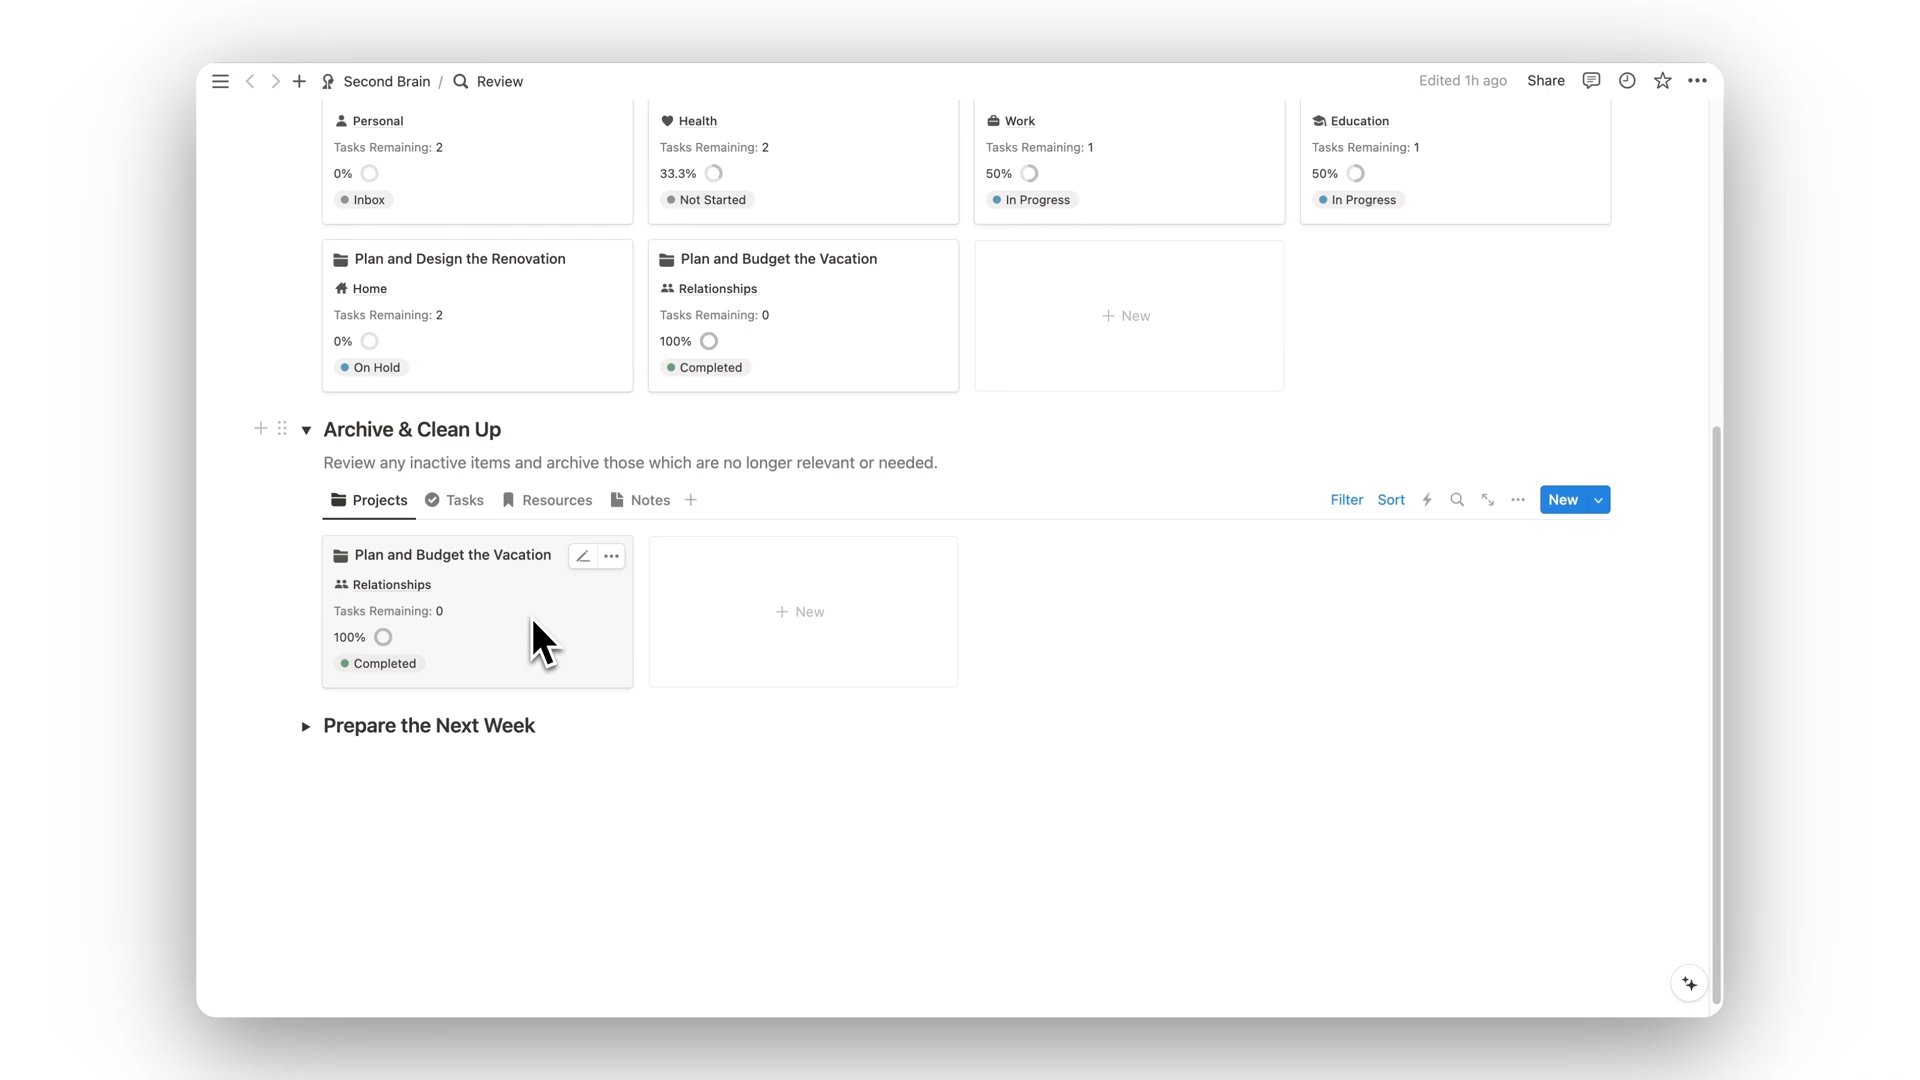 Second Brain / Review
Edited 1h ago Share
Personal
Tasks Remaining: 2
0%
Inbox
Health
Tasks Remaining: 2
33.3%
Not Started
Work
Tasks Remaining: 1
50%
In Progress
Education
Tasks Remaining: 1
50%
In Progress
Plan and Design the Renovation
Home
Tasks Remaining: 2
0%
On Hold
Plan and Budget the Vacation
Relationships
Tasks Remaining: 0
100%
Completed
+ New
Archive & Clean Up
Review any inactive items and archive those which are no longer relevant or needed.
Projects Tasks Resources Notes +
Filter Sort New
Plan and Budget the Vacation
Relationships
Tasks Remaining: 0
100%
Completed
+ New
Prepare the Next Week